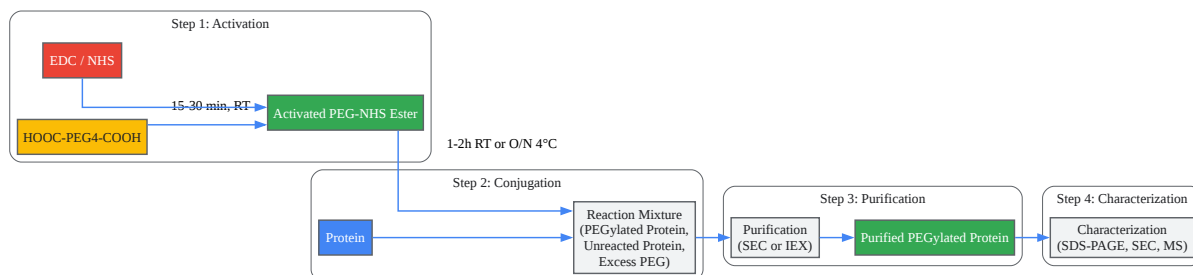 Step 1: Activation
EDC / NHS
15-30 min, RT
Activated PEG-NHS Ester
HOOC-PEG4-COOH
1-2h RT or O/N 4°C
Step 2: Conjugation
Protein
Reaction Mixture
(PEGylated Protein,
Unreacted Protein,
Excess PEG)
Step 3: Purification
Purification
(SEC or IEX)
Purified PEGylated Protein
Step 4: Characterization
Characterization
(SDS-PAGE, SEC, MS)